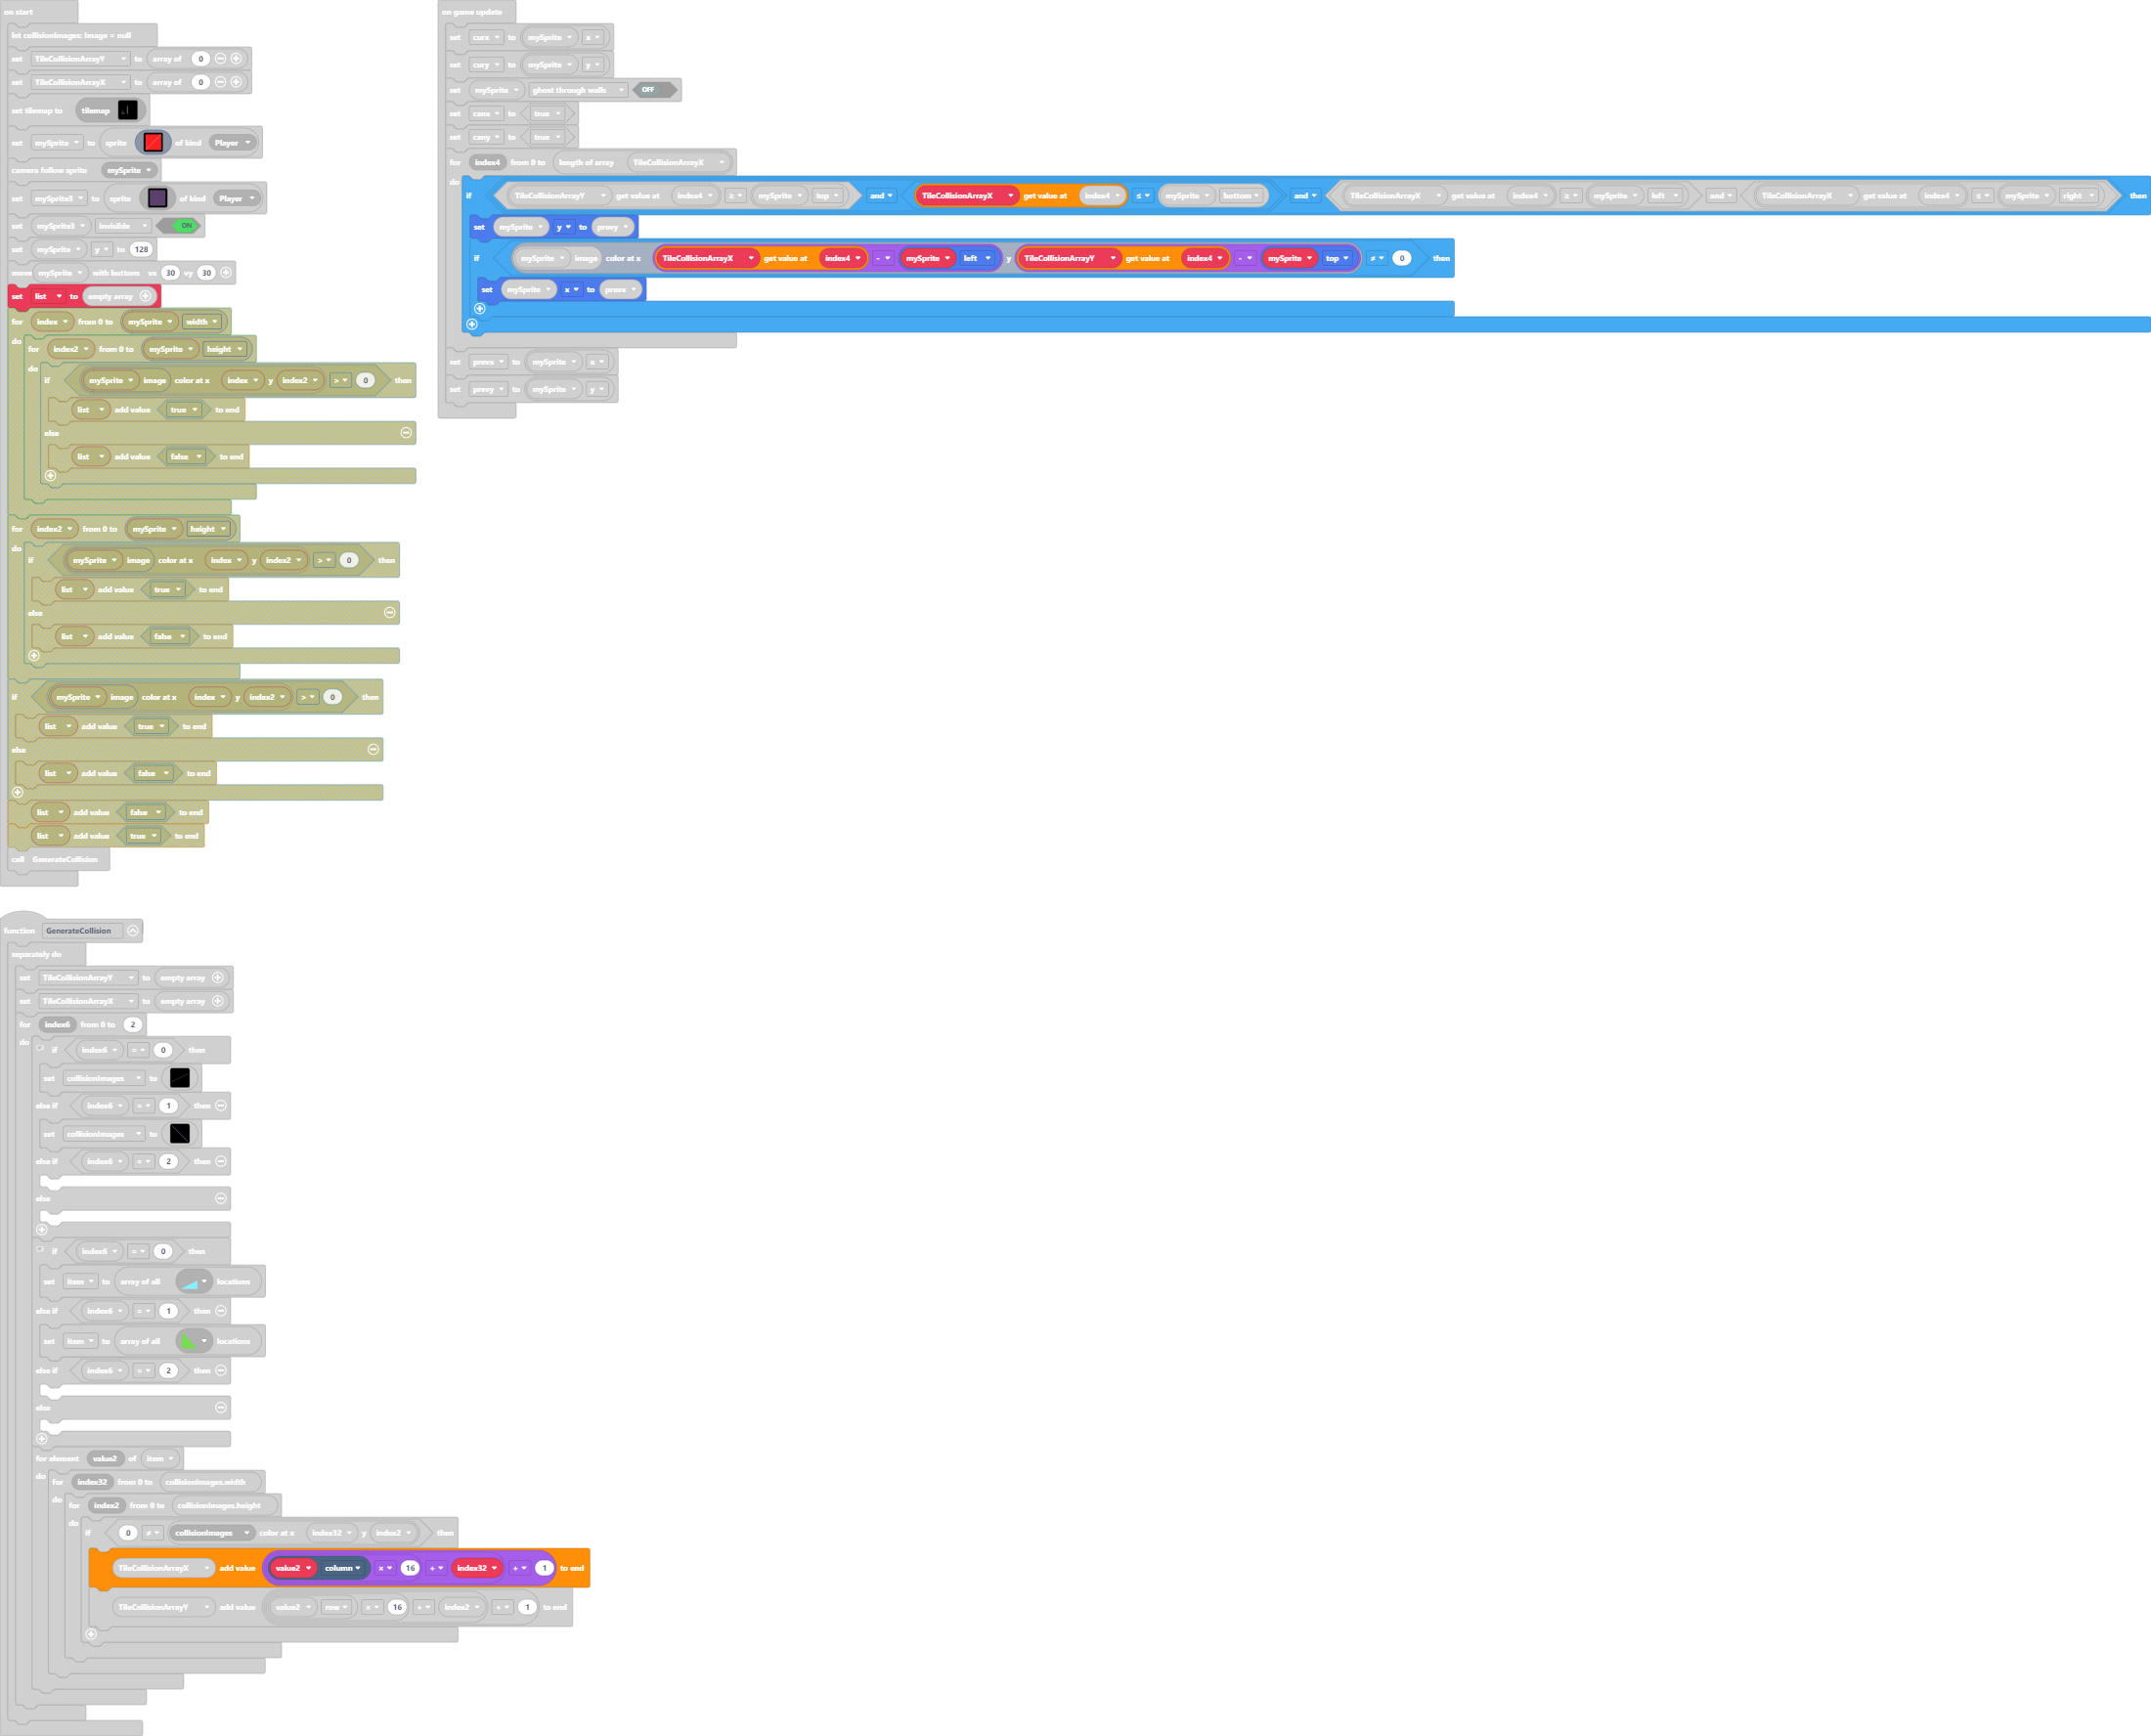 on start
let collisionImages: Image = null
set TileCollisionArrayY to array of 0
set TileCollisionArrayX to array of 0
set tilemap to tilemap
set mySprite to sprite of kind Player
camera follow sprite mySprite
set mySprite3 to sprite of kind Player
set mySprite3 invisible ON
set mySprite y to 128
move mySprite with buttons vx 30 vy 30
set list to empty array
for index from 0 to mySprite width
do for index2 from 0 to mySprite height
do if mySprite image color at x index y index2 > 0 then
list add value true to end
else
list add value false to end
for index2 from 0 to mySprite height
do if mySprite image color at x index y index2 > 0 then
list add value true to end
else
list add value false to end
if mySprite image color at x index y index2 > 0 then
list add value true to end
else
list add value false to end
list add value false to end
list add value true to end
call GenerateCollision
on game update
set curx to mySprite x
set cury to mySprite y
set mySprite ghost through walls OFF
set canx to true
set cany to true
for index4 from 0 to length of array TileCollisionArrayX
do if TileCollisionArrayY get value at index4 ≥ mySprite top and TileCollisionArrayX get value at index4 ≤ mySprite bottom and TileCollisionArrayX get value at index4 ≥ mySprite left and TileCollisionArrayX get value at index4 ≤ mySprite right then
set mySprite y to prevy
if mySprite image color at x TileCollisionArrayX get value at index4 - mySprite left y TileCollisionArrayY get value at index4 - mySprite top ≠ 0 then
set mySprite x to prevx
set prevx to mySprite x
set prevy to mySprite y
function GenerateCollision
separately do
set TileCollisionArrayY to empty array
set TileCollisionArrayX to empty array
for index6 from 0 to 2
do if index6 = 0 then
set collisionImages to
else if index6 = 1 then
set collisionImages to
else if index6 = 2 then
else
if index6 = 0 then
set item to array of all locations
else if index6 = 1 then
set item to array of all locations
else if index6 = 2 then
else
for element value2 of item
do for index32 from 0 to collisionImages.width
do for index2 from 0 to collisionImages.height
do if 0 ≠ collisionImages color at x index32 y index2 then
TileCollisionArrayX add value value2 column × 16 + index32 + 1 to end
TileCollisionArrayY add value value2 row × 16 + index2 + 1 to end